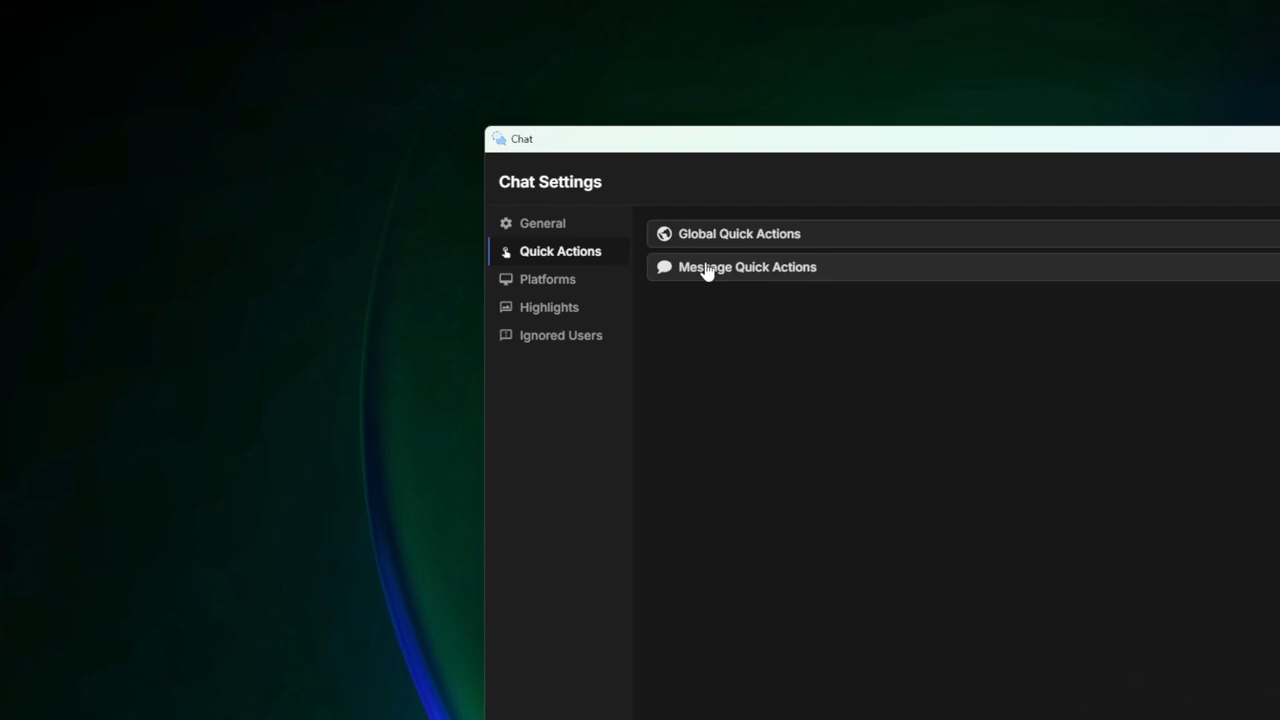 Chat
Chat Settings
General
Quick Actions
Platforms
Highlights
Ignored Users
Global Quick Actions
Message Quick Actions